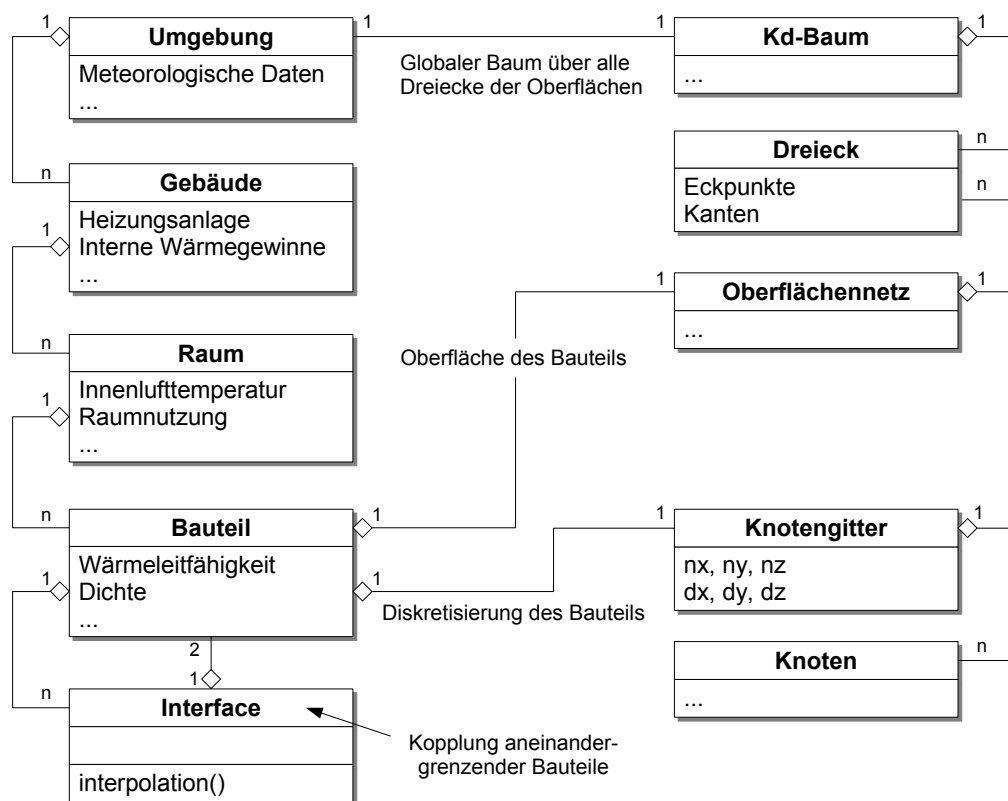 1
Umgebung
Meteorologische Daten
...
1
1
Globaler Baum über alle
Dreiecke der Oberflächen
Kd-Baum
...
1
n
Gebäude
Heizungsanlage
Interne Wärmegewinne
...
1
Dreieck
Eckpunkte
Kanten
n
n
n
Raum
Innenlufttemperatur
Raumnutzung
...
1
1
Oberflächennetz
...
1
Oberfläche des Bauteils
n
Bauteil
Wärmeleitfähigkeit
Dichte
...
1
1
1
2
1
Knotengitter
nx, ny, nz
dx, dy, dz
1
Diskretisierung des Bauteils
Knoten
...
n
n
1
Interface
interpolation()
Kopplung aneinander-
grenzender Bauteile